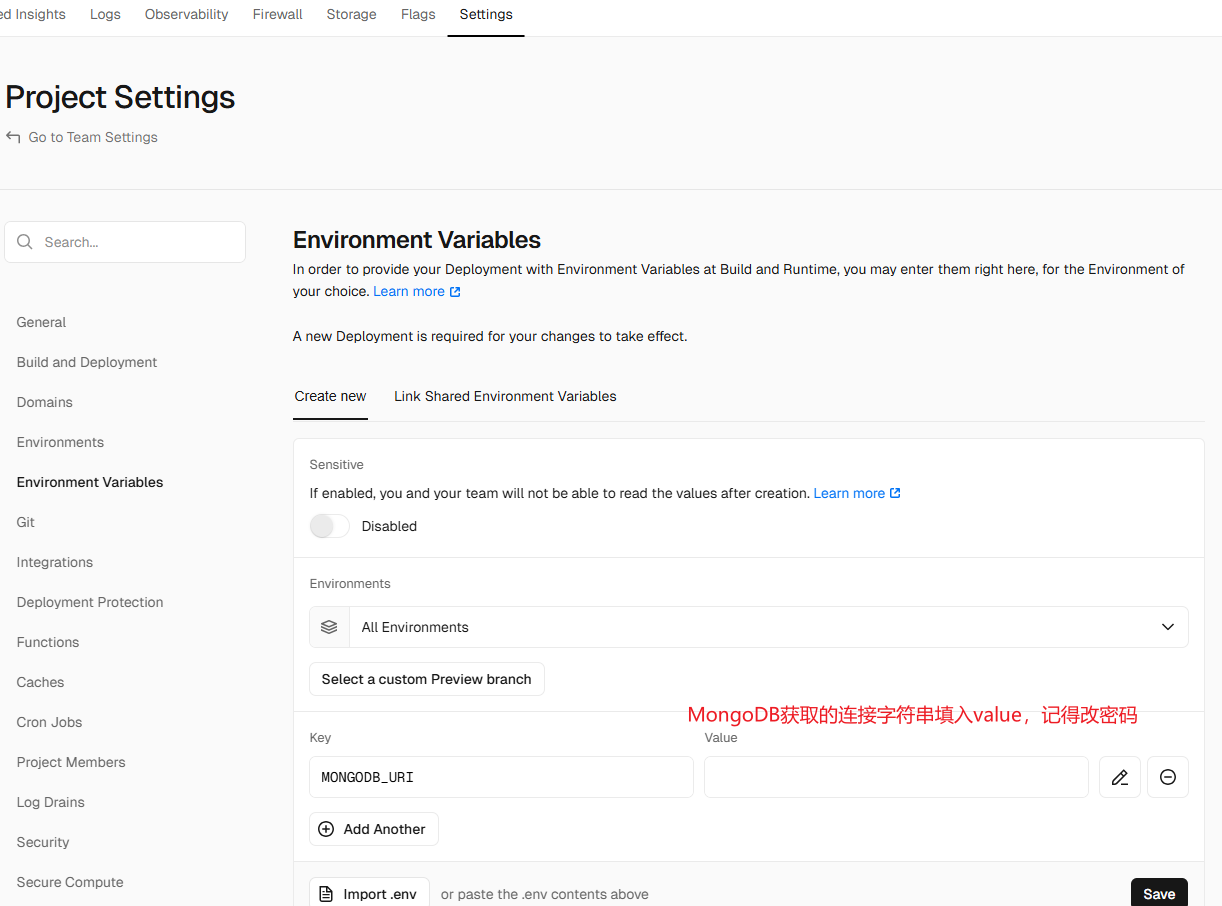 ed Insights
Logs
Observability
Firewall
Storage
Flags
Settings
Project Settings
Go to Team Settings
Search...
General
Build and Deployment
Domains
Environments
Environment Variables
Git
Integrations
Deployment Protection
Functions
Caches
Cron Jobs
Project Members
Log Drains
Security
Secure Compute
Environment Variables
In order to provide your Deployment with Environment Variables at Build and Runtime, you may enter them right here, for the Environment of
your choice. Learn more
A new Deployment is required for your changes to take effect.
Create new
Link Shared Environment Variables
Sensitive
If enabled, you and your team will not be able to read the values after creation. Learn more
Disabled
Environments
All Environments
Select a custom Preview branch
MongoDB获取的连接字符串填入value，记得改密码
Key
Value
MONGODB_URI
Add Another
Import .env
or paste the .env contents above
Save